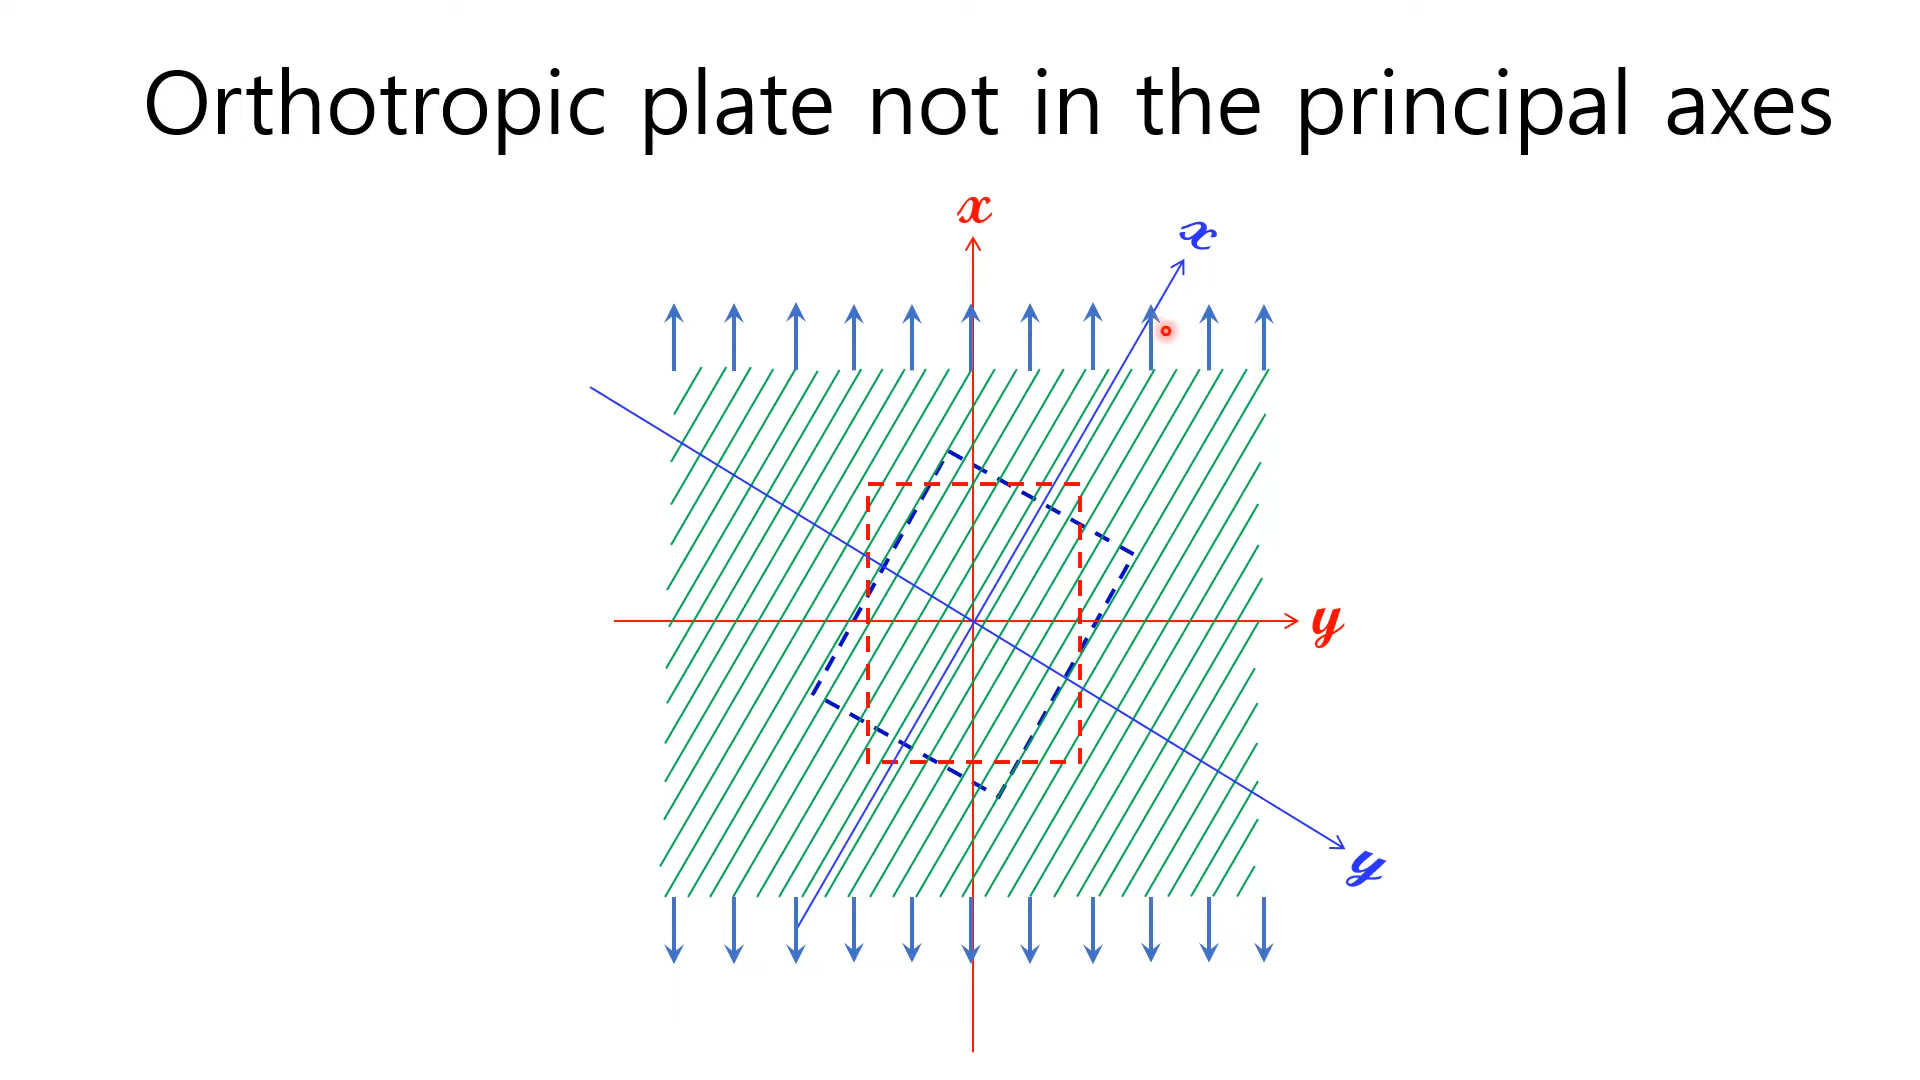 Orthotropic plate not in the principal axes
x
x
y
y